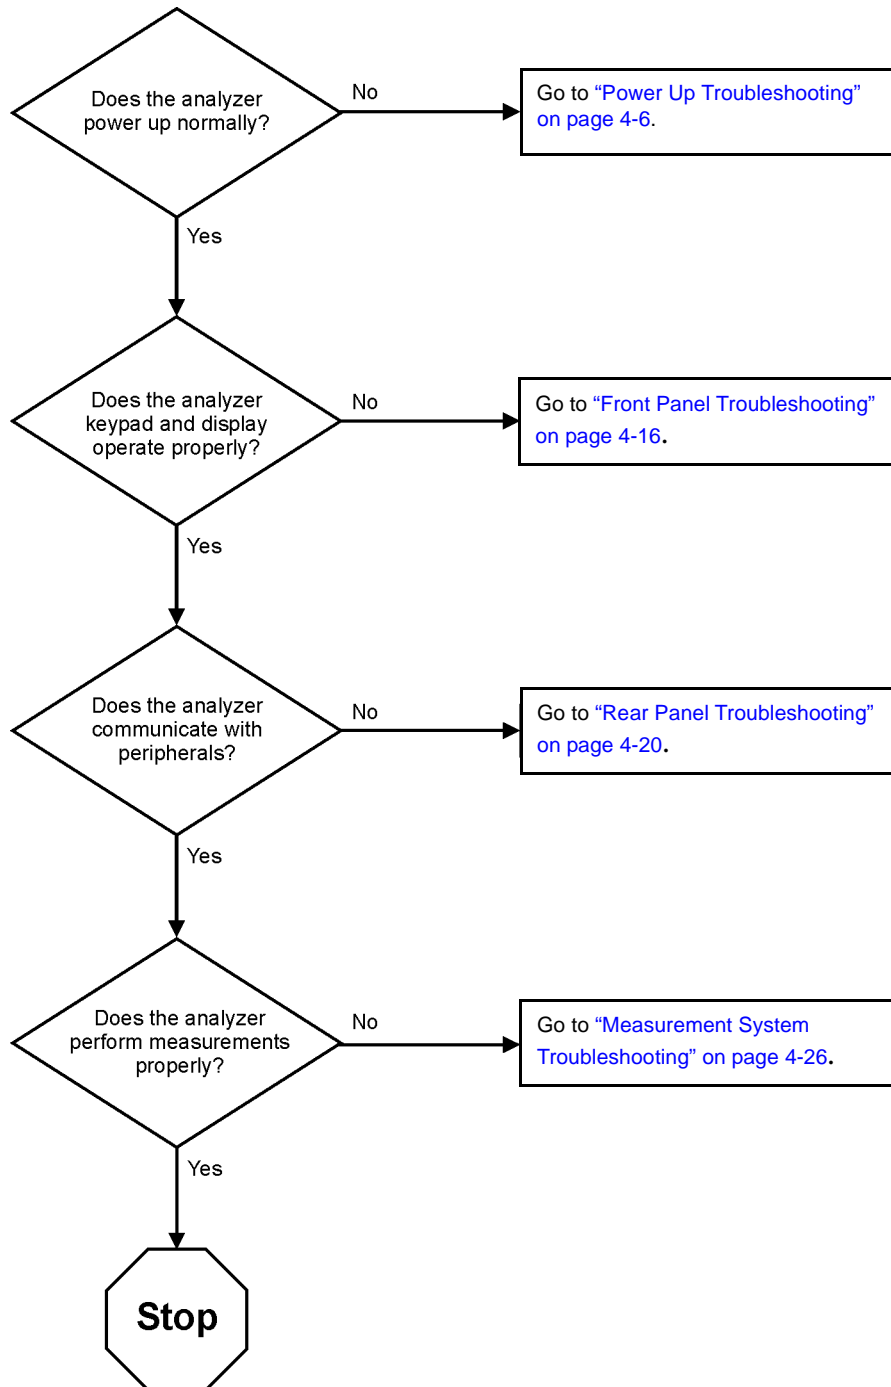 Does the analyzer
power up normally?
No
Go to “Power Up Troubleshooting”
on page 4-6.
Yes
Does the analyzer
keypad and display
operate properly?
No
Go to “Front Panel Troubleshooting”
on page 4-16.
Yes
Does the analyzer
communicate with
peripherals?
No
Go to “Rear Panel Troubleshooting”
on page 4-20.
Yes
Does the analyzer
perform measurements
properly?
No
Go to “Measurement System
Troubleshooting” on page 4-26.
Yes
Stop